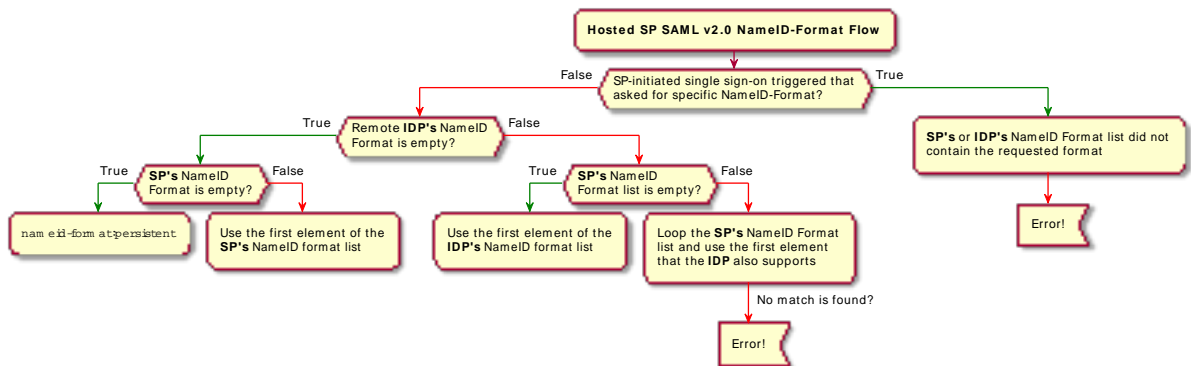 Hosted SP SAML v2.0 NameID-Format Flow
False
SP-initiated single sign-on triggered that
asked for specific NameID-Format?
True
True
Remote IDP's NameID
Format is empty?
False
SP's or IDP's NameID Format list did not
contain the requested format
True
SP's NameID
Format is empty?
False
True
SP's NameID
Format list is empty?
False
nameid-format:persistent
Use the first element of the
SP's NameID format list
Use the first element of the
IDP's NameID format list
Loop the SP's NameID Format
list and use the first element
that the IDP also supports
Error!
No match is found?
Error!